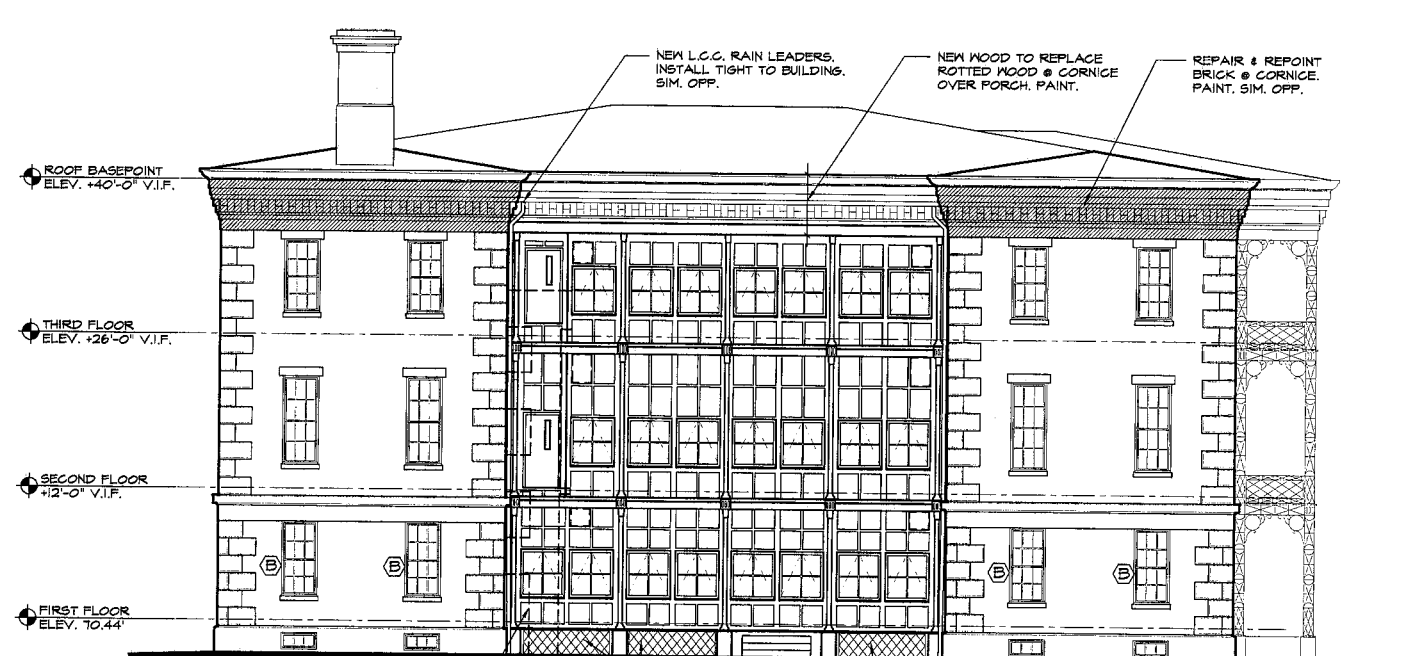 NEW L.C.C. RAIN LEADERS.
INSTALL TIGHT TO BUILDING.
SIM. OPP.
NEW WOOD TO REPLACE
ROTTED WOOD @ CORNICE
OVER PORCH. PAINT.
REPAIR & REPOINT
BRICK @ CORNICE.
PAINT. SIM. OPP.
ROOF BASEPOINT
ELEV. +40'-0" V.I.F.
THIRD FLOOR
ELEV. +26'-0" V.I.F.
SECOND FLOOR
+12'-0" V.I.F.
B
B
B
B
FIRST FLOOR
ELEV. 70.44'